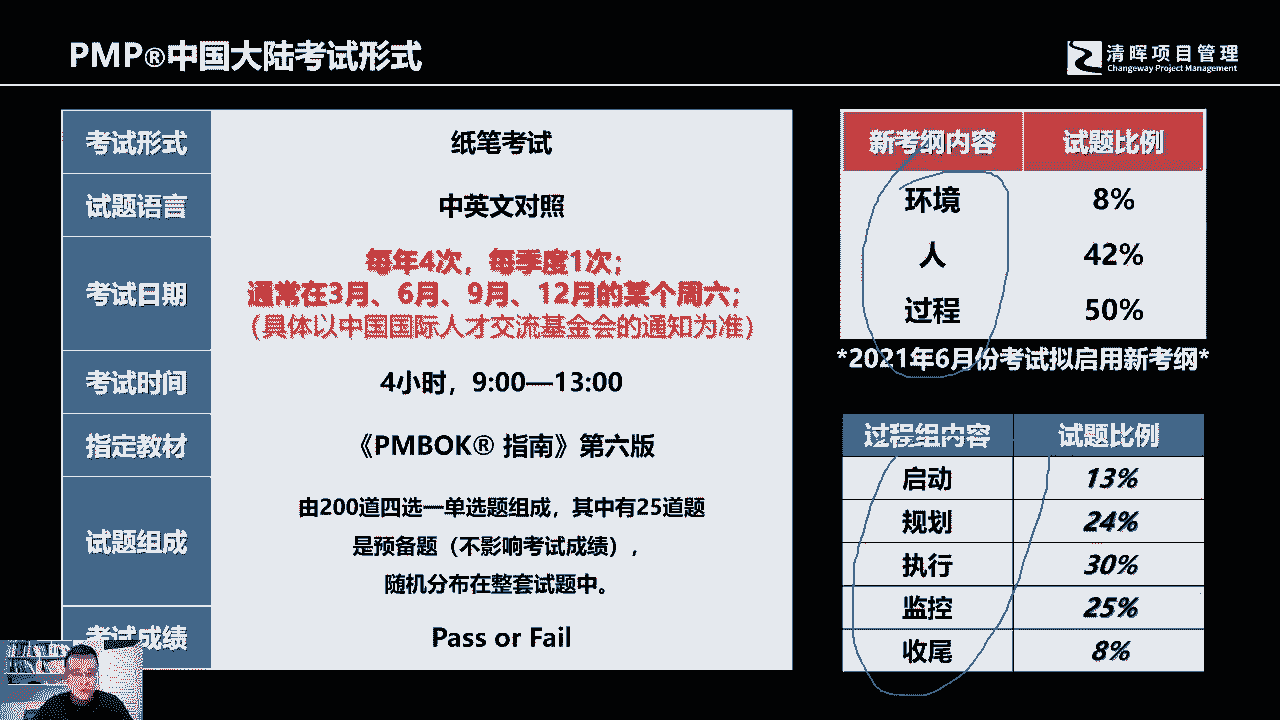 PMP®中国大陆考试形式
清晖项目管理
Changeway Project Management
考试形式
纸笔考试
试题语言
中英文对照
考试日期
每年4次，每季度1次；
通常在3月、6月、9月、12月的某个周六；
（具体以中国国际人才交流基金会的通知为准）
考试时间
4小时，9:00—13:00
指定教材
《PMBOK® 指南》第六版
试题组成
由200道四选一单选题组成，其中有25道题
是预备题（不影响考试成绩），
随机分布在整套试题中。
考试成绩
Pass or Fail
新考纲内容 试题比例
环境 8%
人 42%
过程 50%
*2021年6月份考试拟启用新考纲*
过程组内容 试题比例
启动 13%
规划 24%
执行 30%
监控 25%
收尾 8%